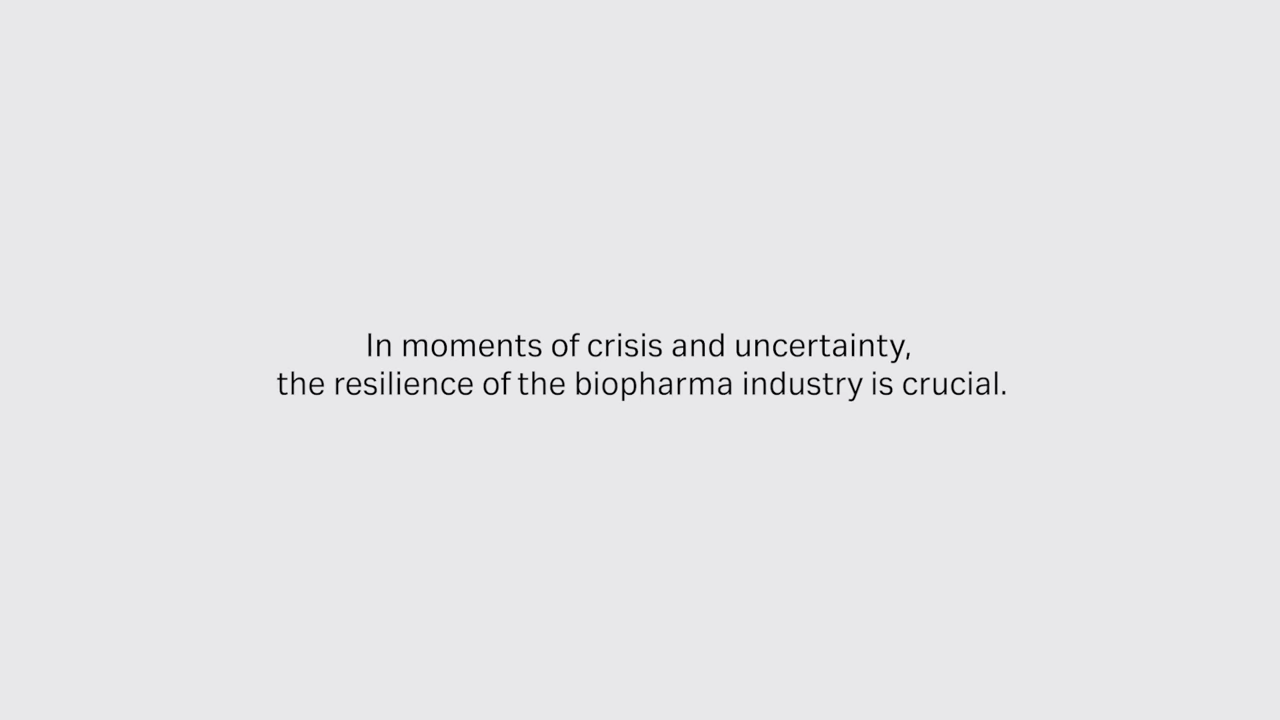 In moments of crisis and uncertainty,
the resilience of the biopharma industry is crucial.